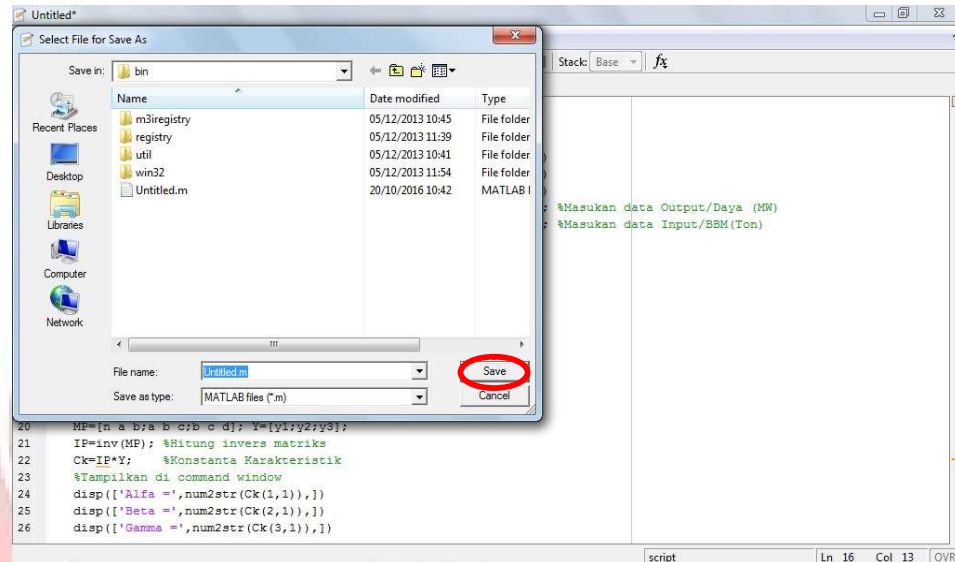 Untitled*
Select File for Save As
Save in: bin
Stack: Base fx
Name Date modified Type
m3iregistry 05/12/2013 10:45 File folder
registry 05/12/2013 11:39 File folder
util 05/12/2013 10:41 File folder
win32 05/12/2013 11:54 File folder
Untitled.m 20/10/2016 10:42 MATLAB
Recent Places
Desktop
Libraries
Computer
Network
; %Masukan data Output/Daya (MW)
; %Masukan data Input/BBM(Ton)
File name: Untitled.m Save
Save as type: MATLAB files (*.m) Cancel
20 MP=[n a b;a b c;b c d]; Y=[y1;y2;y3];
21 IP=inv(MP); %Hitung invers matriks
22 Ck=IP*Y; %Konstanta Karakteristik
23 %Tampilkan di command window
24 disp(['Alfa =',num2str(Ck(1,1)),])
25 disp(['Beta =',num2str(Ck(2,1)),])
26 disp(['Gamma =',num2str(Ck(3,1)),])
script Ln 16 Col 13 OVR